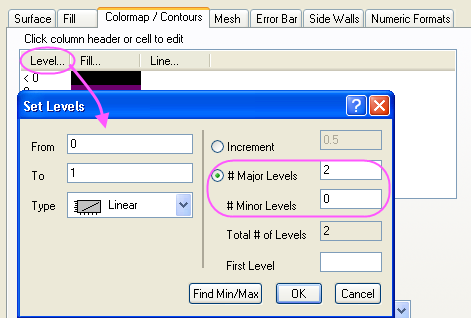 Surface Fill Colormap / Contours Mesh Error Bar Side Walls Numeric Formats
Click column header or cell to edit
Level... Fill... Line...
< 0
Set Levels
From 0
To 1
Type Linear
Increment 0.5
# Major Levels 2
# Minor Levels 0
Total # of Levels 2
First Level
Find Min/Max OK Cancel